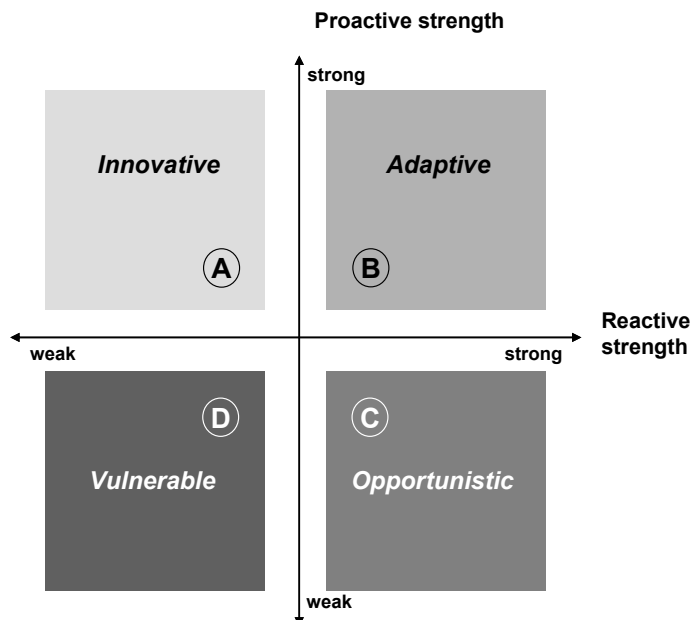 Proactive strength
strong
Innovative
Adaptive
A
B
Reactive
strength
weak
strong
D
C
Vulnerable
Opportunistic
weak